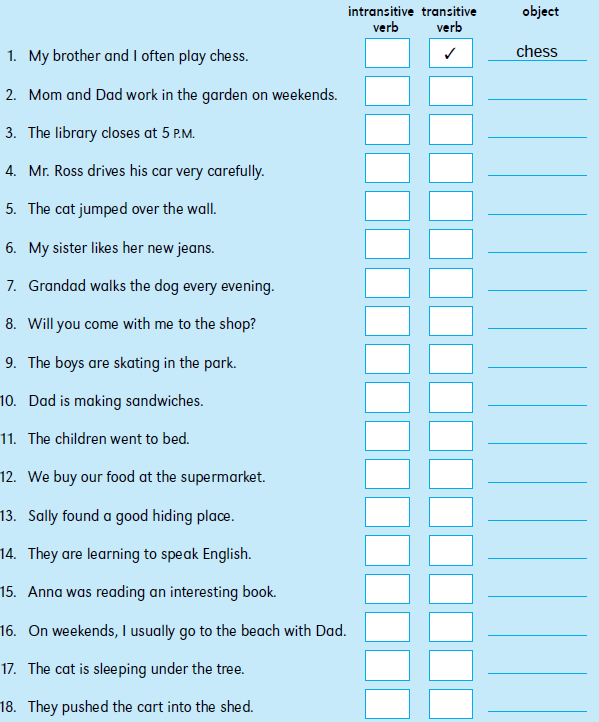 intransitive verb transitive verb object
1. My brother and I often play chess. ✓ chess
2. Mom and Dad work in the garden on weekends.
3. The library closes at 5 P.M.
4. Mr. Ross drives his car very carefully.
5. The cat jumped over the wall.
6. My sister likes her new jeans.
7. Grandad walks the dog every evening.
8. Will you come with me to the shop?
9. The boys are skating in the park.
10. Dad is making sandwiches.
11. The children went to bed.
12. We buy our food at the supermarket.
13. Sally found a good hiding place.
14. They are learning to speak English.
15. Anna was reading an interesting book.
16. On weekends, I usually go to the beach with Dad.
17. The cat is sleeping under the tree.
18. They pushed the cart into the shed.